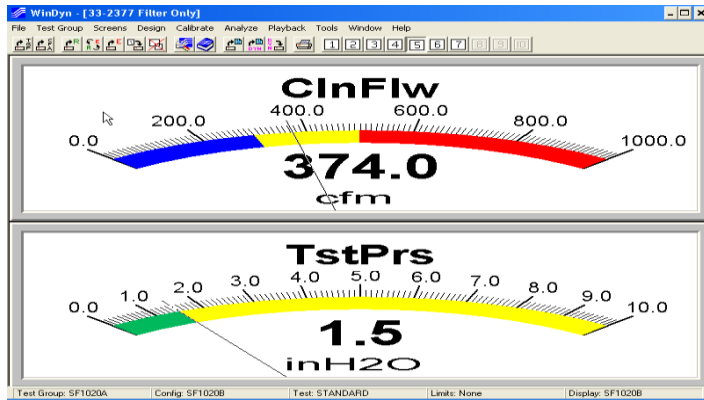 WinDyn - [33-2377 Filter Only]
File Test Group Screens Design Calibrate Analyze Playback Tools Window Help
1 2 3 4 5 6 7 8 9 10
ClnFlw
0.0 200.0 400.0 600.0 800.0 1000.0
374.0
cfm
TstPrs
0.0 1.0 2.0 3.0 4.0 5.0 6.0 7.0 8.0 9.0 10.0
1.5
inH2O
Test Group: SF1020A Config: SF1020B Test: STANDARD Limits: None Display: SF1020B